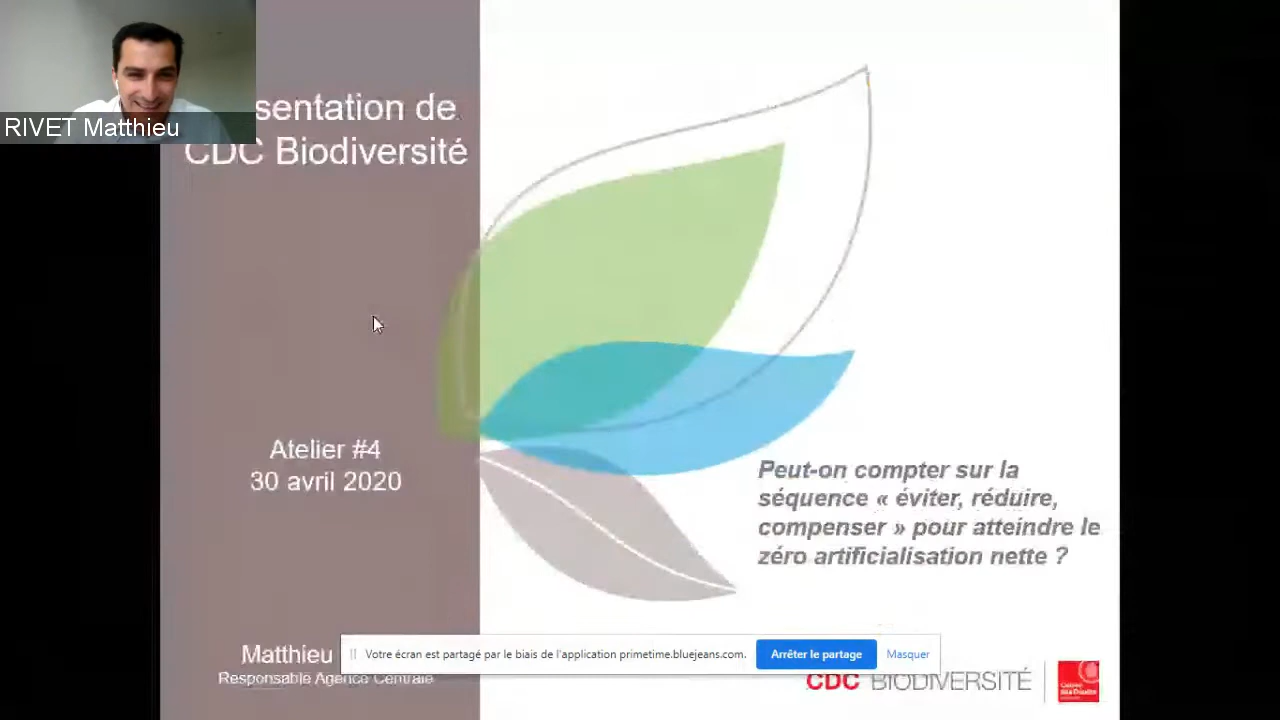 RIVET Matthieu
sentation de
CDC Biodiversité
Atelier #4
30 avril 2020
Peut-on compter sur la
séquence « éviter, réduire,
compenser » pour atteindre le
zéro artificialisation nette ?
Matthieu
Responsable Agence Centrale
Votre écran est partagé par le biais de l'application primetime.bluejeans.com.
Arrêter le partage
Masquer
CDC BIODIVERSITÉ